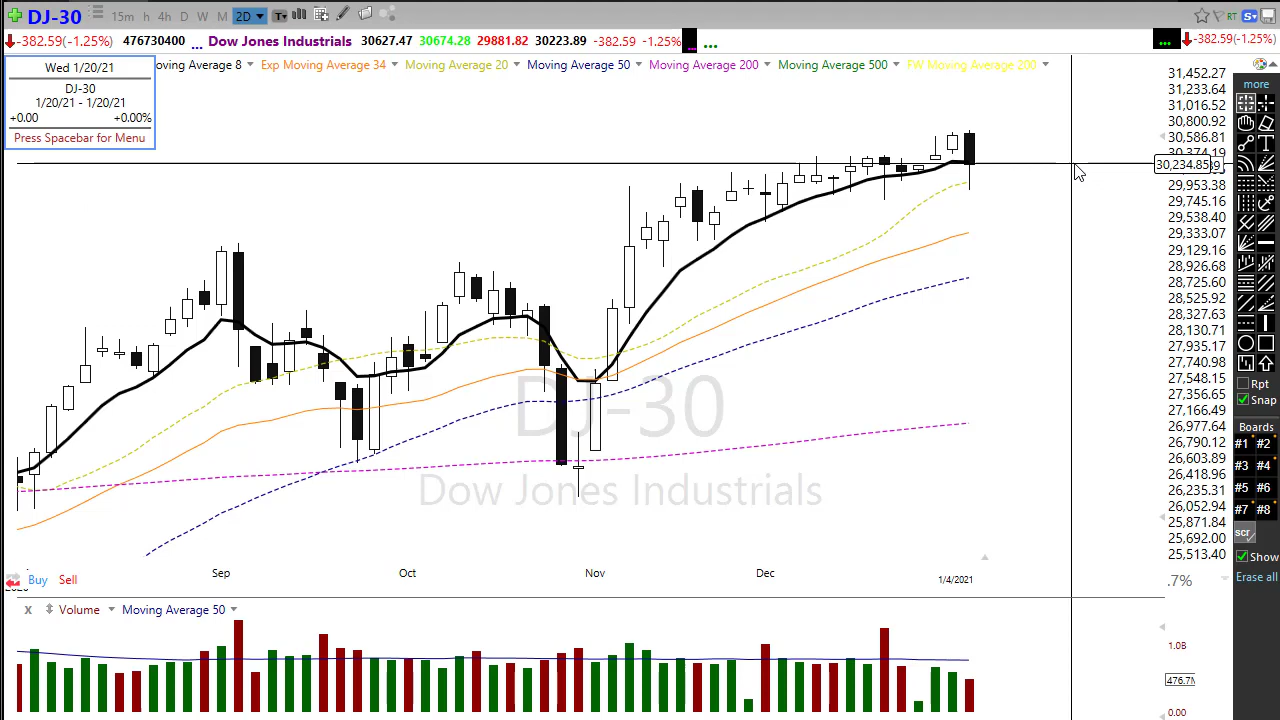 DJ-30 15m h 4h D W M 2D T RT S
-382.59(-1.25%) 476730400 ... Dow Jones Industrials 30627.47 30674.28 29881.82 30223.89 -382.59 -1.25% ... ... ... -382.59(-1.25%)
Wed 1/20/21
DJ-30
1/20/21 - 1/20/21
+0.00 +0.00%
Press Spacebar for Menu
oving Average 8 Exp Moving Average 34 Moving Average 20 Moving Average 50 Moving Average 200 Moving Average 500 FW Moving Average 200
31,452.27
31,233.64
31,016.52
30,800.92
30,586.81
30,374.19
30,234.85
29,953.38
29,745.16
29,538.40
29,333.07
29,129.16
28,926.68
28,725.60
28,525.92
28,327.63
28,130.71
27,935.17
27,740.98
27,548.15
27,356.65
27,166.49
26,977.64
26,790.12
26,603.89
26,418.96
26,235.31
26,052.94
25,871.84
25,692.00
25,513.40
.7%
more
T
Rpt
Snap
Boards
#1 #2
#3 #4
#5 #6
#7 #8
scr
Show
Erase all
DJ-30
Dow Jones Industrials
Sep Oct Nov Dec 1/4/2021
Buy Sell
X Volume Moving Average 50
1.0B
476.7M
0.00